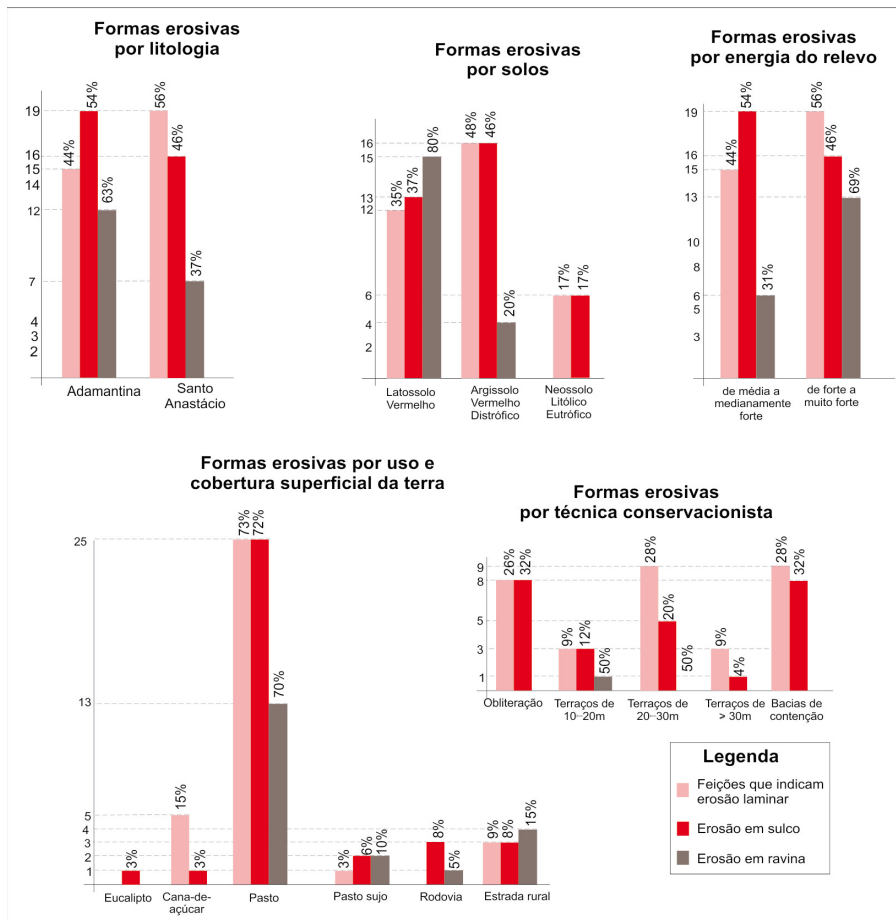 Formas erosivas
por litologia
19
16
15
14
12
7
4
3
2
44%
54%
63%
56%
46%
37%
Adamantina
Santo
Anastácio
Formas erosivas
por solos
16
15
13
12
6
4
2
35%
37%
80%
48%
46%
20%
17%
17%
Latossolo
Vermelho
Argissolo
Vermelho
Distrófico
Neossolo
Litólico
Eutrófico
Formas erosivas
por energia do relevo
19
16
15
13
10
8
6
5
3
44%
54%
31%
56%
46%
69%
de média a
medianamente
forte
de forte a
muito forte
Formas erosivas por uso e
cobertura superficial da terra
25
13
5
4
3
2
1
3%
15%
3%
73%
72%
70%
3%
6%
10%
8%
5%
9%
8%
15%
Eucalipto
Cana-de-
açúcar
Pasto
Pasto sujo
Rodovia
Estrada rural
Formas erosivas
por técnica conservacionista
9
8
5
3
1
26%
32%
9%
12%
50%
28%
20%
50%
9%
4%
28%
32%
Obliteração
Terraços de
10–20m
Terraços de
20–30m
Terraços de
> 30m
Bacias de
contenção
Legenda
Feições que indicam
erosão laminar
Erosão em sulco
Erosão em ravina